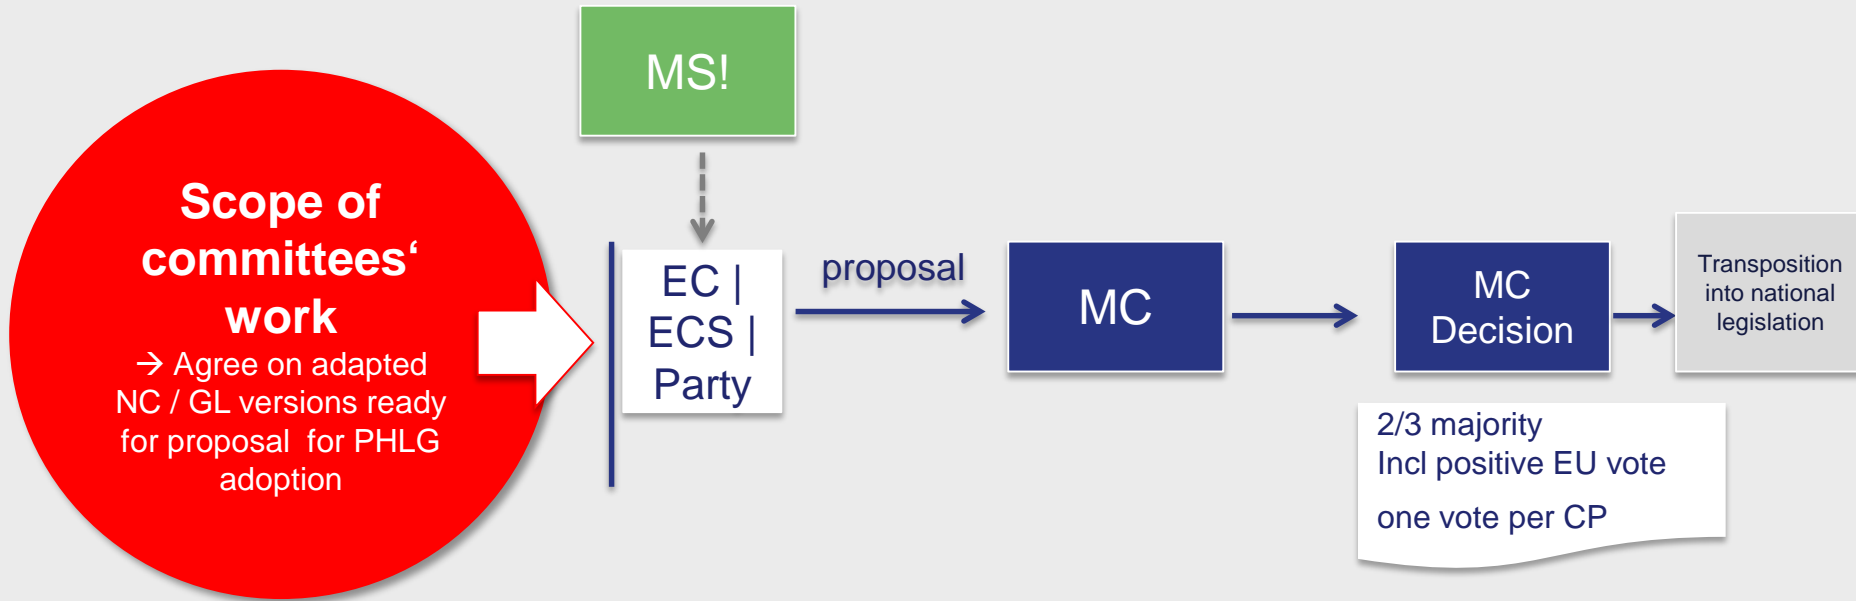 MS!
Scope of
committees‘
work
→ Agree on adapted
NC / GL versions ready
for proposal for PHLG
adoption
EC |
ECS |
Party
proposal
MC
MC
Decision
Transposition
into national
legislation
2/3 majority
Incl positive EU vote
one vote per CP